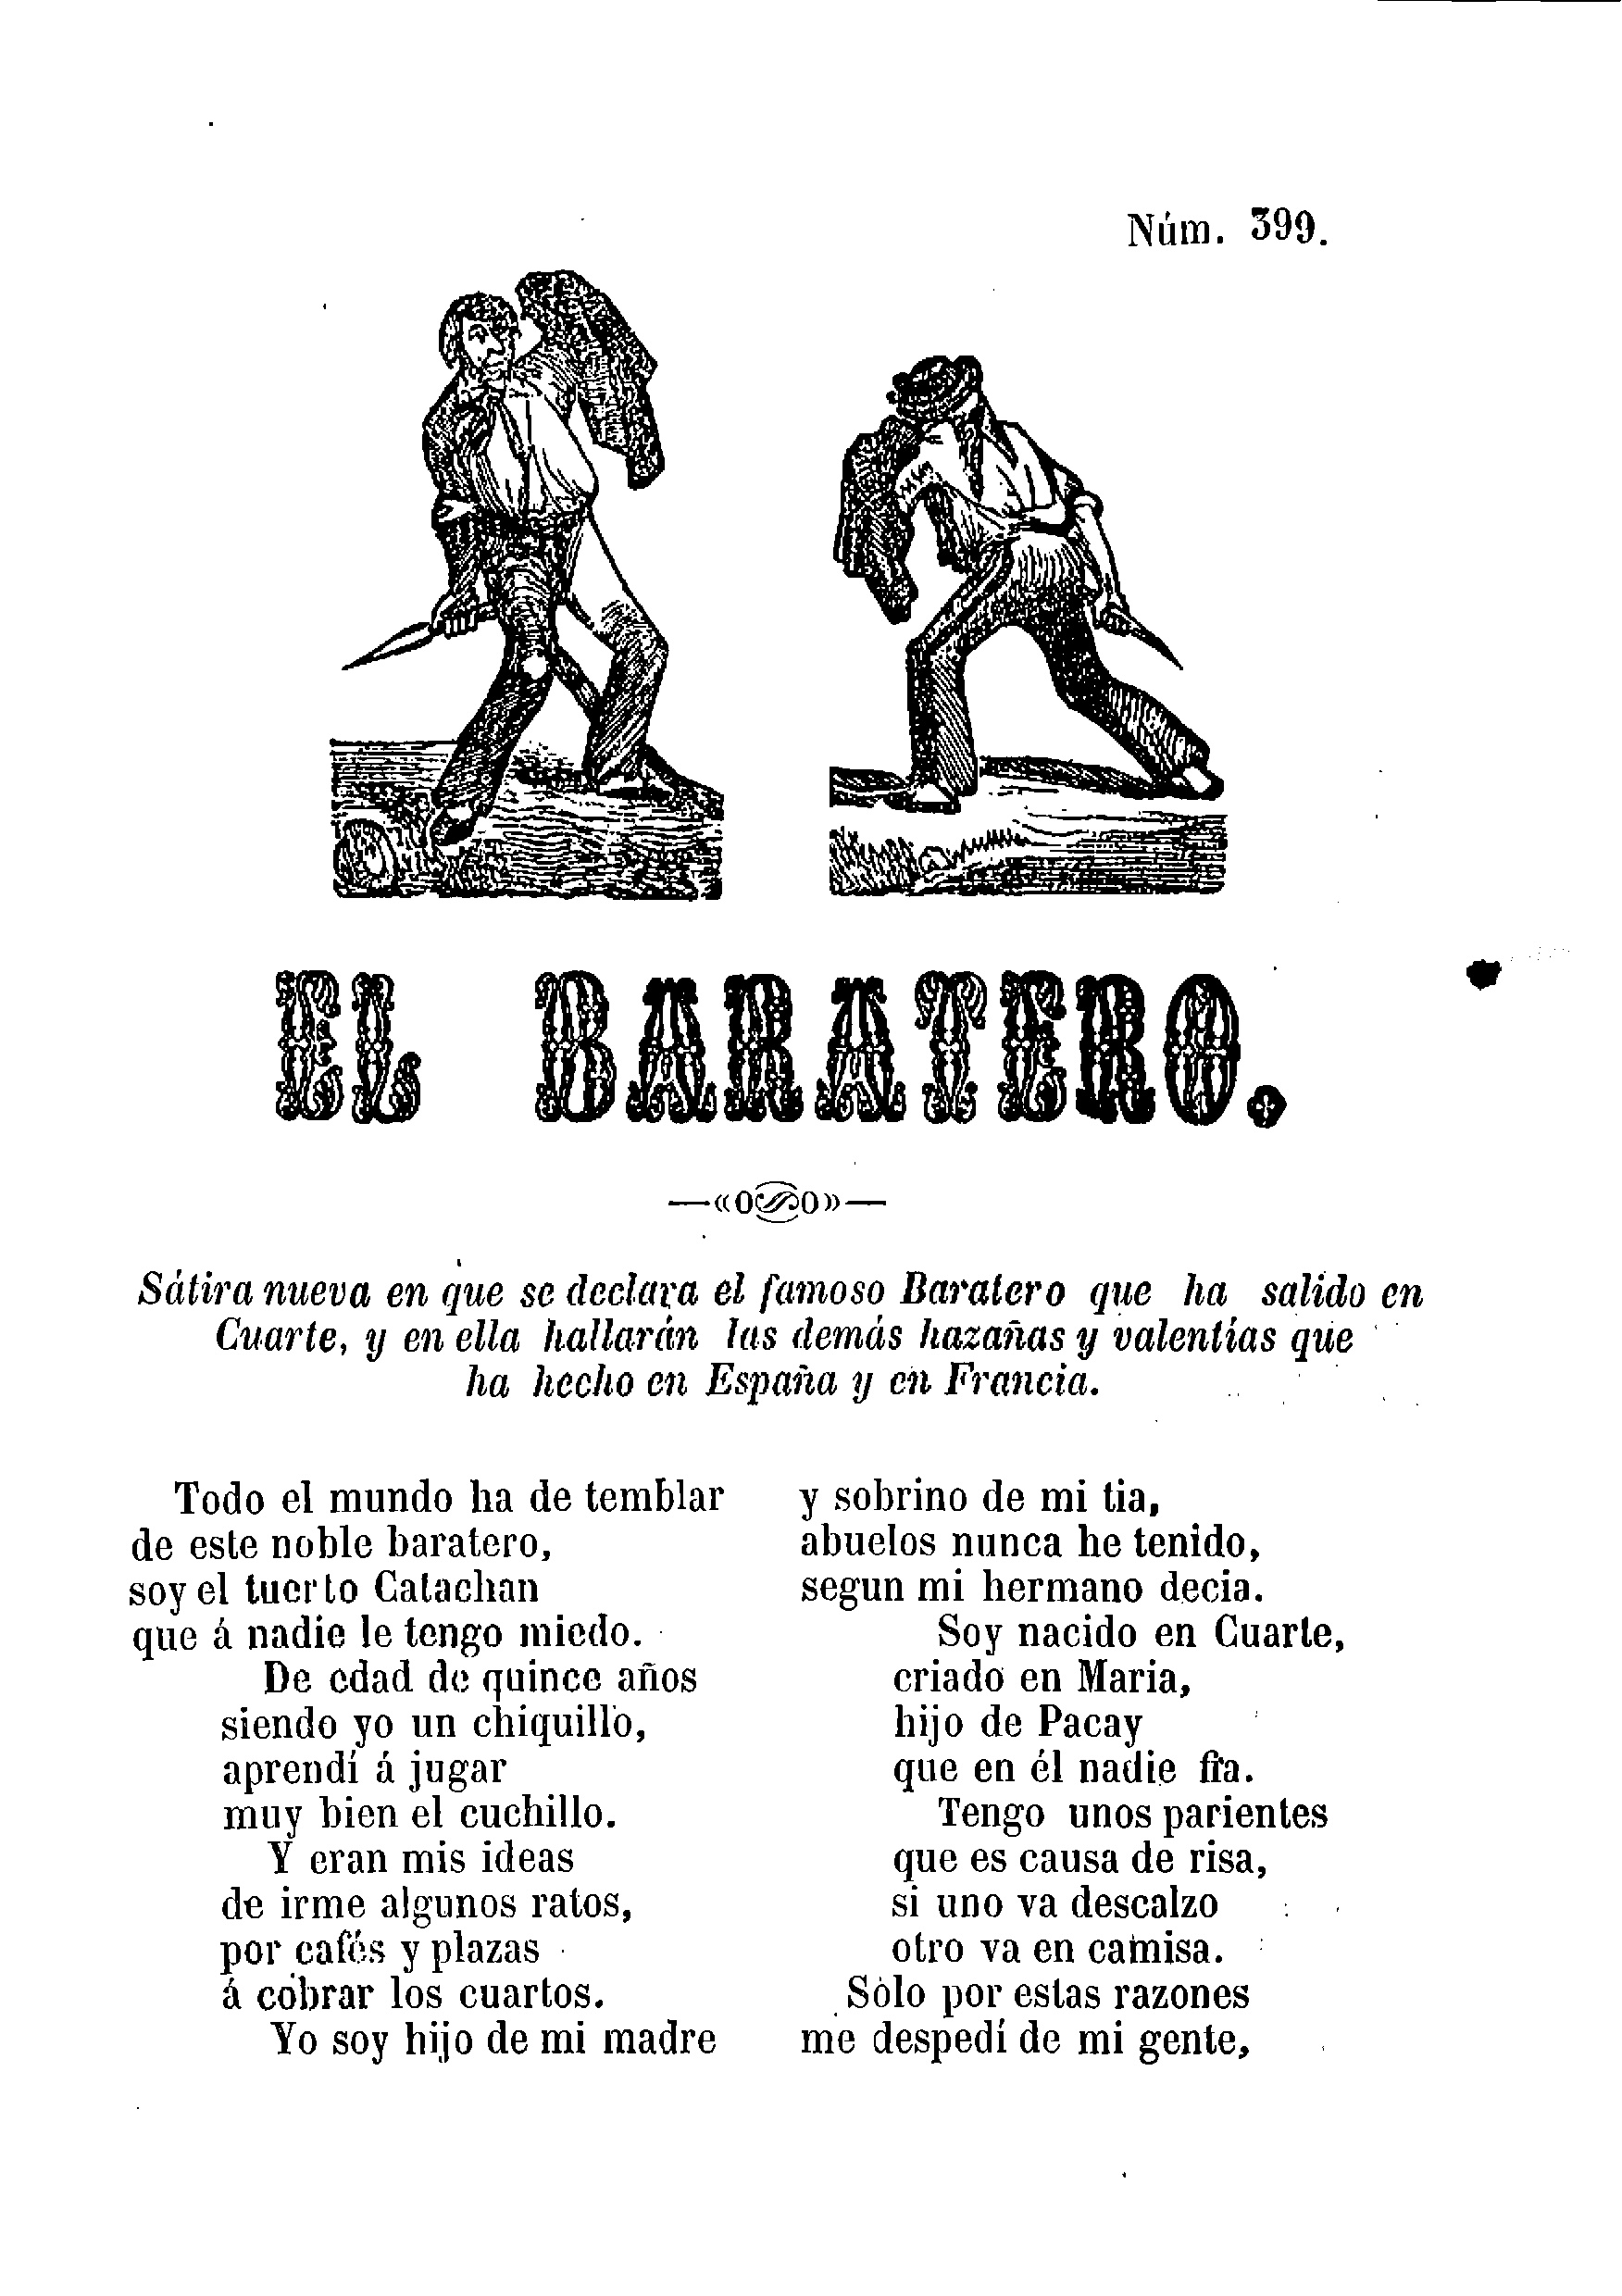 Núm. 399.
EL BARATERO.
Sátira nueva en que se declara el famoso Baratero que ha salido en
Cuarte, y en ella hallarán las demás hazañas y valentías que
ha hecho en España y en Francia.
Todo el mundo ha de temblar
de este noble baratero,
soy el tuerto Catachan
que á nadie le tengo miedo.
De edad de quince años
siendo yo un chiquillo,
aprendí á jugar
muy bien el cuchillo.
Y eran mis ideas
de irme algunos ratos,
por cafés y plazas
á cobrar los cuartos.
Yo soy hijo de mi madre
y sobrino de mi tia,
abuelos nunca he tenido,
segun mi hermano decia.
Soy nacido en Cuarte,
criado en Maria,
hijo de Pacay
que en él nadie fia.
Tengo unos parientes
que es causa de risa,
si uno va descalzo
otro va en camisa.
Sólo por estas razones
me despedí de mi gente,